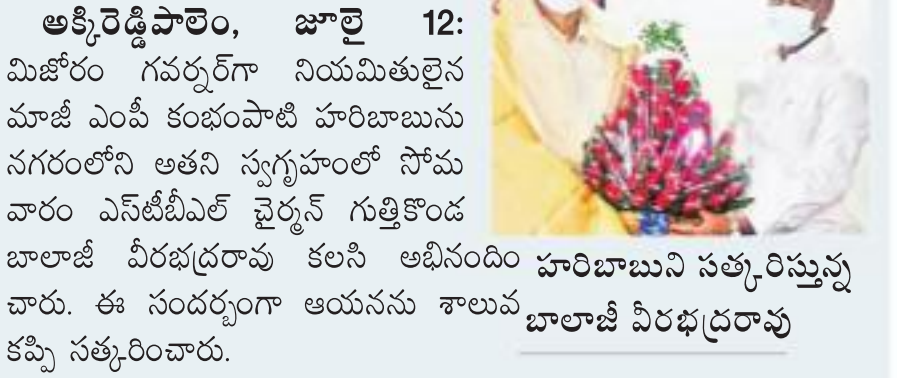 అక్కిరెడ్డిపాలెం, జూలై 12:
మిజోరం గవర్నర్‌గా నియమితులైన
మాజీ ఎంపీ కంభంపాటి హరిబాబును
నగరంలోని అతని స్వగృహంలో సోమ
వారం ఎస్‌టీబీఎల్ చైర్మన్ గుత్తికొండ
బాలాజీ వీరభద్రరావు కలసి అభినందిం
చారు. ఈ సందర్భంగా ఆయనను శాలువ
కప్పి సత్కరించారు.
హరిబాబుని సత్కరిస్తున్న
బాలాజీ వీరభద్రరావు